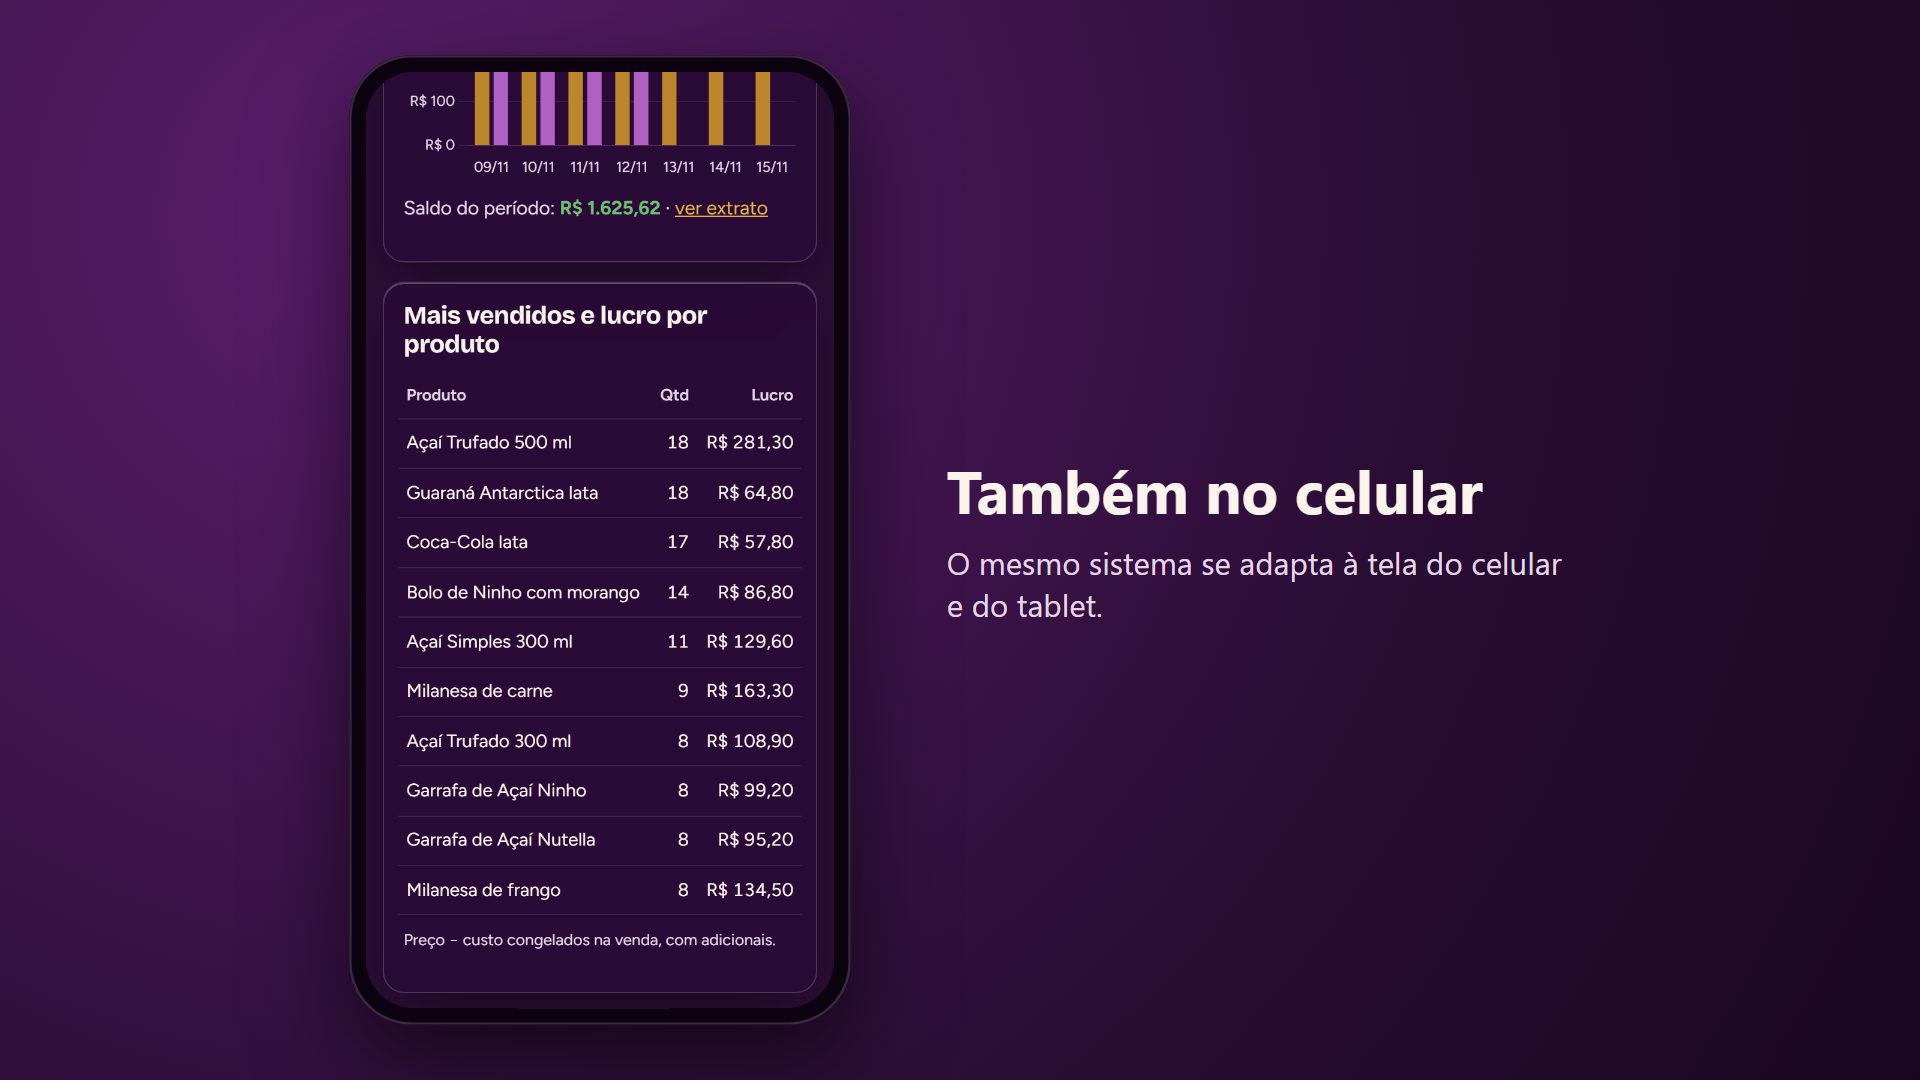 R$ 100
R$ 0
09/11 10/11 11/11 12/11 13/11 14/11 15/11
Saldo do período: R$ 1.625,62 · ver extrato
Mais vendidos e lucro por
produto
Produto Qtd Lucro
Açaí Trufado 500 ml 18 R$ 281,30
Guaraná Antarctica lata 18 R$ 64,80
Coca-Cola lata 17 R$ 57,80
Bolo de Ninho com morango 14 R$ 86,80
Açaí Simples 300 ml 11 R$ 129,60
Milanesa de carne 9 R$ 163,30
Açaí Trufado 300 ml 8 R$ 108,90
Garrafa de Açaí Ninho 8 R$ 99,20
Garrafa de Açaí Nutella 8 R$ 95,20
Milanesa de frango 8 R$ 134,50
Preço − custo congelados na venda, com adicionais.
Também no celular
O mesmo sistema se adapta à tela do celular
e do tablet.